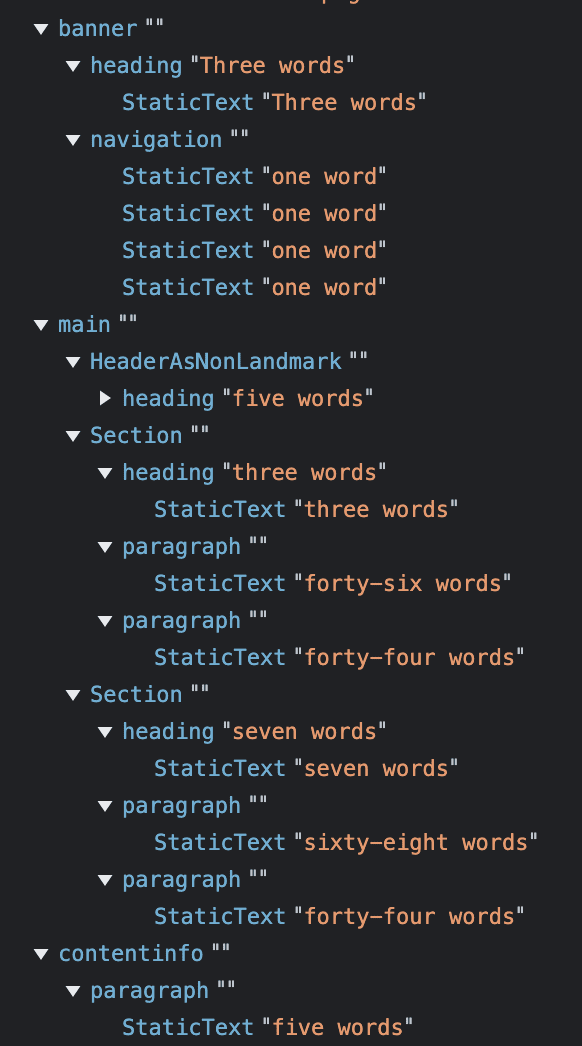 banner ""
heading "Three words"
StaticText "Three words"
navigation ""
StaticText "one word"
StaticText "one word"
StaticText "one word"
StaticText "one word"
main ""
HeaderAsNonLandmark ""
heading "five words"
Section ""
heading "three words"
StaticText "three words"
paragraph ""
StaticText "forty-six words"
paragraph ""
StaticText "forty-four words"
Section ""
heading "seven words"
StaticText "seven words"
paragraph ""
StaticText "sixty-eight words"
paragraph ""
StaticText "forty-four words"
contentinfo ""
paragraph ""
StaticText "five words"